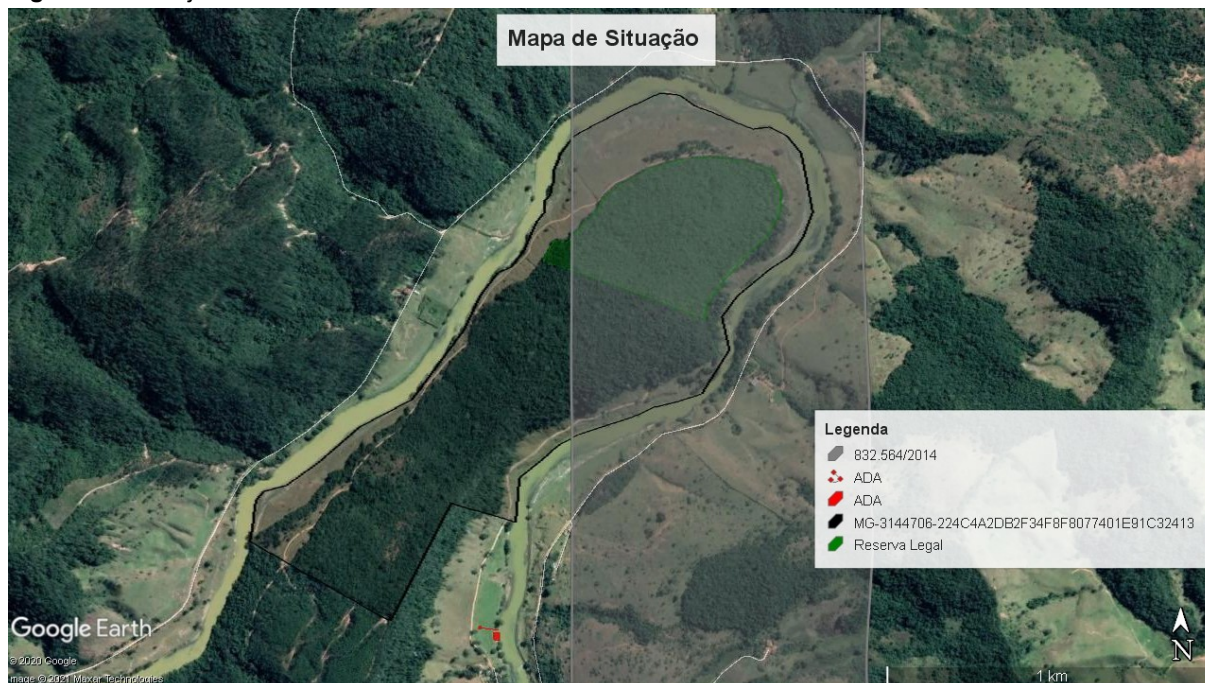 Mapa de Situação
Legenda
832.564/2014
ADA
ADA
MG-3144706-224C4A2DB2F34F8F8077401E91C32413
Reserva Legal
Google Earth
© 2020 Google
Image © 2021 Maxar Technologies
1 km
N